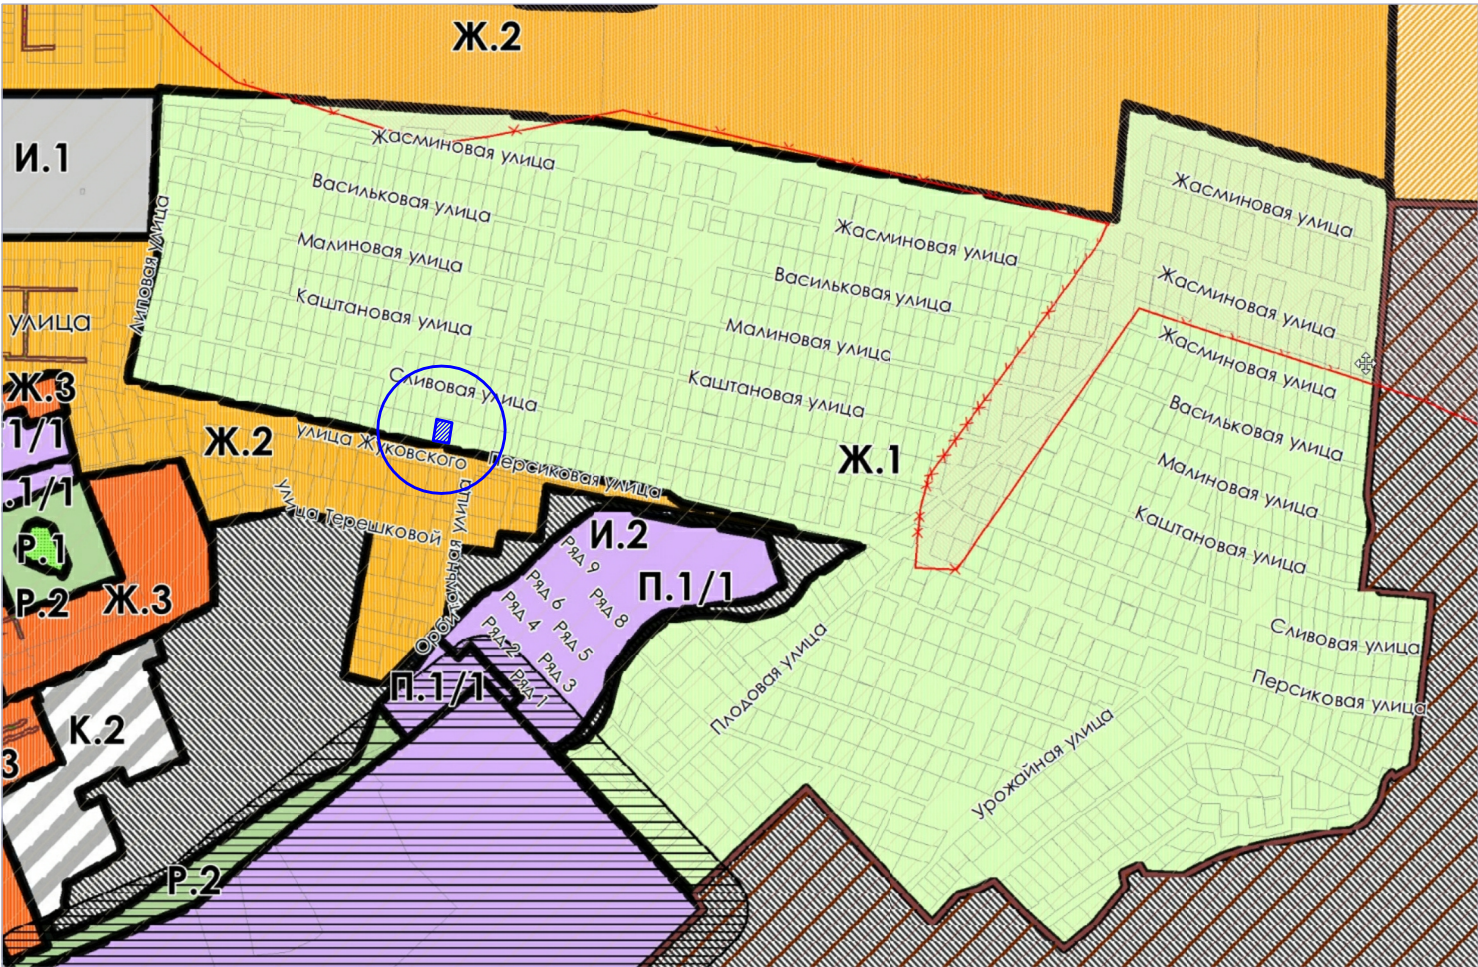 Ж.2
И.1
Жасминовая улица
Васильковая улица
Малиновая улица
Каштановая улица
Сливовая улица
Липовая улица
улица
Жасминовая улица
Васильковая улица
Малиновая улица
Каштановая улица
Жасминовая улица
Жасминовая улица
Жасминовая улица
Васильковая улица
Малиновая улица
Каштановая улица
Сливовая улица
Персиковая улица
Ж.3
1/1
.1/1
Ж.2
улица Жуковского
Персиковая улица
Ж.1
улица Терешковой
Орбитальная улица
Р.1
Р.2
Ж.3
И.2
П.1/1
Ряд 9
Ряд 8
Ряд 6
Ряд 5
Ряд 4
Ряд 3
Ряд 2
Ряд 1
П.1/1
Плодовая улица
Урожайная улица
К.2
3
Р.2